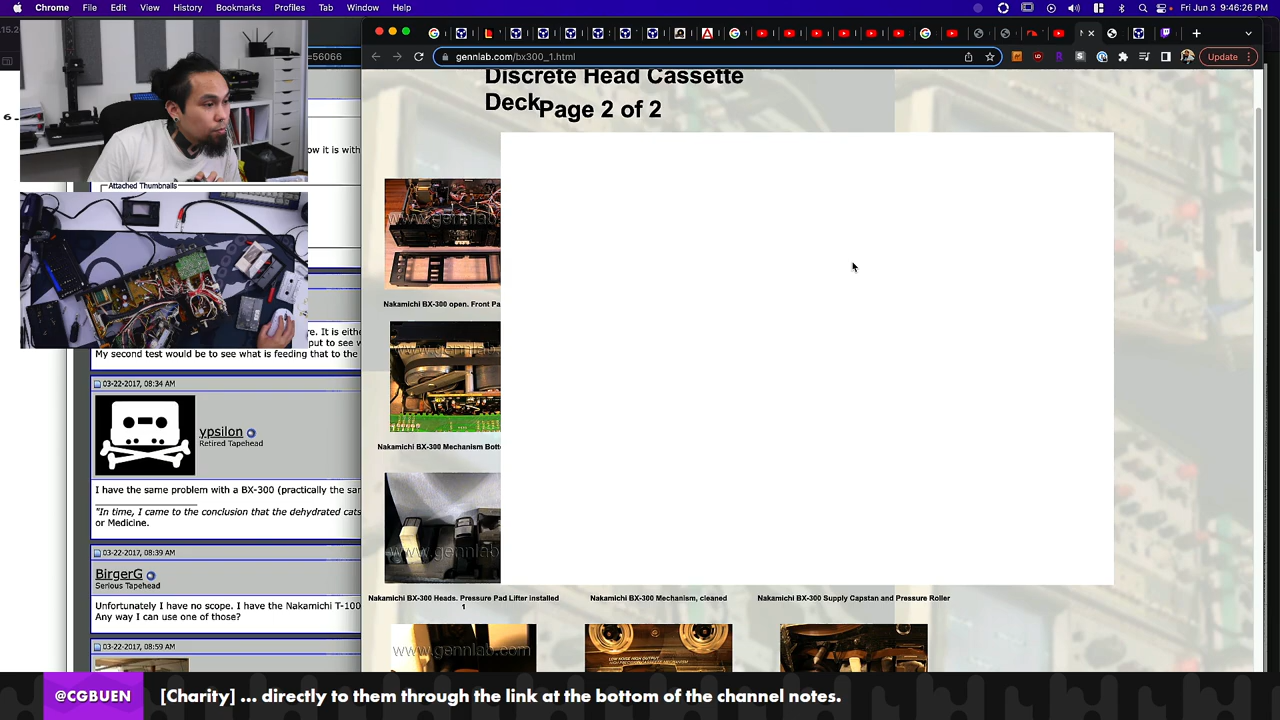 Chrome File Edit View History Bookmarks Profiles Tab Window Help
Fri Jun 3 9:46:26 PM
=56066
gennlab.com/bx300_1.html
Update
Discrete Head Cassette
Deck
Page 2 of 2
6.
ow it is with
Attached Thumbnails
www.gennlab
Nakamichi BX-300 open. Front Pa
re. It is eithe
put to see w
My second test would be to see what is feeding that to the
03-22-2017, 08:34 AM
ypsilon
Retired Tapehead
Nakamichi BX-300 Mechanism Bott
I have the same problem with a BX-300 (practically the sar
"In time, I came to the conclusion that the dehydrated cats
or Medicine.
www.gennlab
03-22-2017, 08:39 AM
BirgerG
Serious Tapehead
Unfortunately I have no scope. I have the Nakamichi T-100
Any way I can use one of those?
Nakamichi BX-300 Heads. Pressure Pad Lifter installed
1
Nakamichi BX-300 Mechanism, cleaned
Nakamichi BX-300 Supply Capstan and Pressure Roller
03-22-2017, 08:59 AM
www.gennlab.com
@CGBUEN
[Charity] ... directly to them through the link at the bottom of the channel notes.